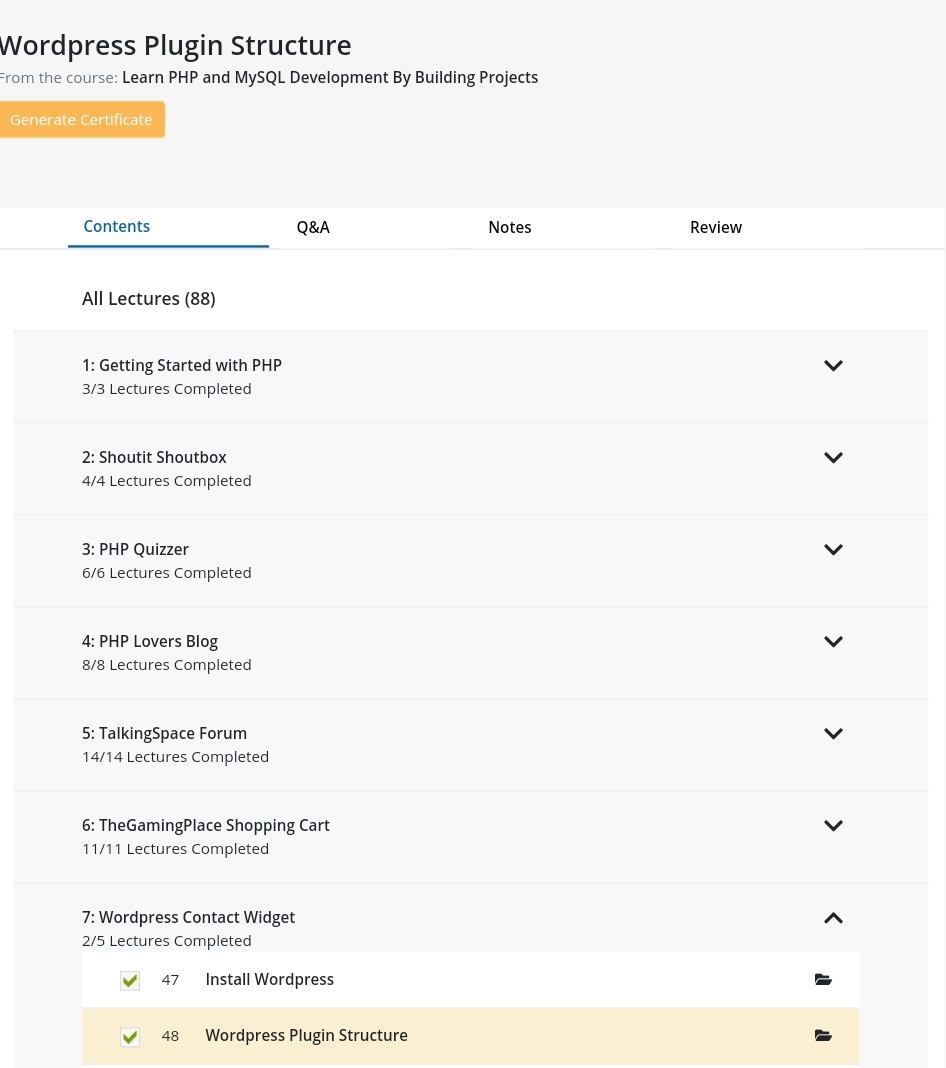 Wordpress Plugin Structure
From the course: Learn PHP and MySQL Development By Building Projects
Generate Certificate
Contents Q&A Notes Review
All Lectures (88)
1: Getting Started with PHP
3/3 Lectures Completed
2: Shoutit Shoutbox
4/4 Lectures Completed
3: PHP Quizzer
6/6 Lectures Completed
4: PHP Lovers Blog
8/8 Lectures Completed
5: TalkingSpace Forum
14/14 Lectures Completed
6: TheGamingPlace Shopping Cart
11/11 Lectures Completed
7: Wordpress Contact Widget
2/5 Lectures Completed
47 Install Wordpress
48 Wordpress Plugin Structure